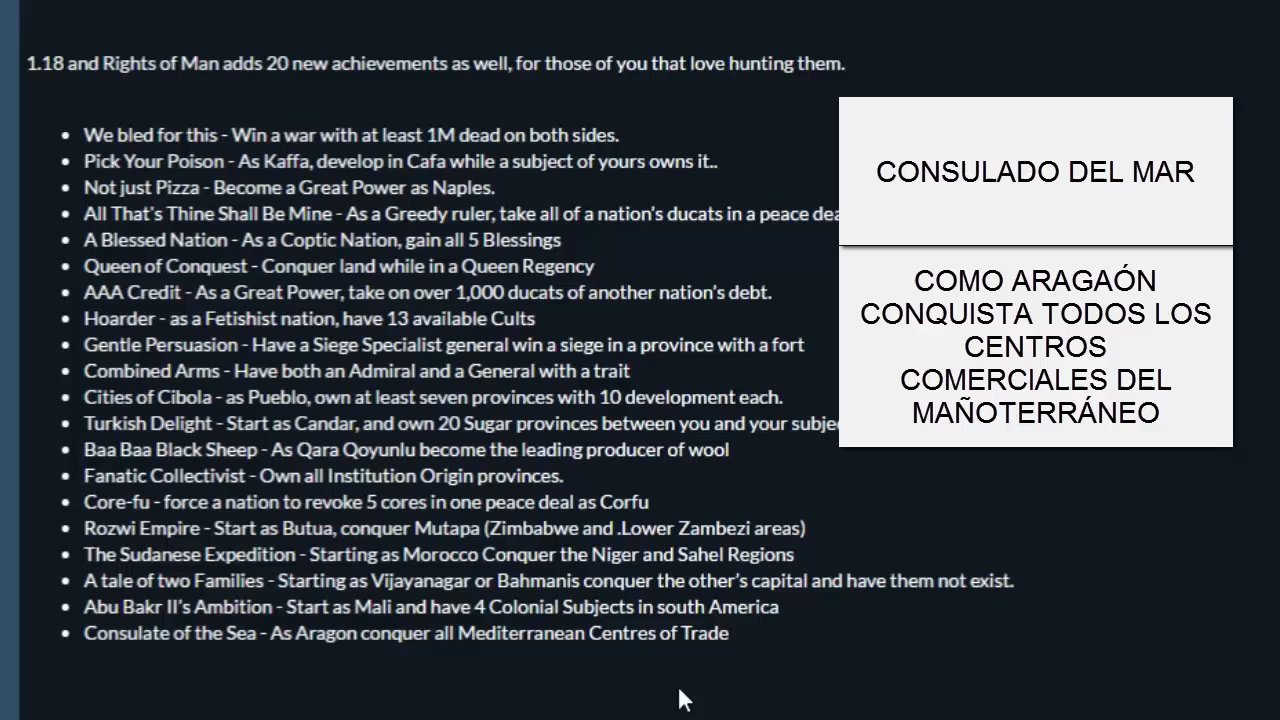 1.18 and Rights of Man adds 20 new achievements as well, for those of you that love hunting them.
We bled for this - Win a war with at least 1M dead on both sides.
Pick Your Poison - As Kaffa, develop in Cafa while a subject of yours owns it..
Not just Pizza - Become a Great Power as Naples.
All That's Thine Shall Be Mine - As a Greedy ruler, take all of a nation's ducats in a peace
A Blessed Nation - As a Coptic Nation, gain all 5 Blessings
Queen of Conquest - Conquer land while in a Queen Regency
AAA Credit - As a Great Power, take on over 1,000 ducats of another nation's debt.
Hoarder - as a Fetishist nation, have 13 available Cults
Gentle Persuasion - Have a Siege Specialist general win a siege in a province with a fort
Combined Arms - Have both an Admiral and a General with a trait
Cities of Cibola - as Pueblo, own at least seven provinces with 10 development each.
Turkish Delight - Start as Candar, and own 20 Sugar provinces between you and your
Baa Baa Black Sheep - As Qara Qoyunlu become the leading producer of wool
Fanatic Collectivist - Own all Institution Origin provinces.
Core-fu - force a nation to revoke 5 cores in one peace deal as Corfu
Rozwi Empire - Start as Butua, conquer Mutapa (Zimbabwe and .Lower Zambezi areas)
The Sudanese Expedition - Starting as Morocco Conquer the Niger and Sahel Regions
A tale of two Families - Starting as Vijayanagar or Bahmanis conquer the other's capital and have them not exist.
Abu Bakr II's Ambition - Start as Mali and have 4 Colonial Subjects in south America
Consulate of the Sea - As Aragon conquer all Mediterranean Centres of Trade
CONSULADO DEL MAR
COMO ARAGAÓN
CONQUISTA TODOS LOS
CENTROS
COMERCIALES DEL
MAÑOTERRÁNEO